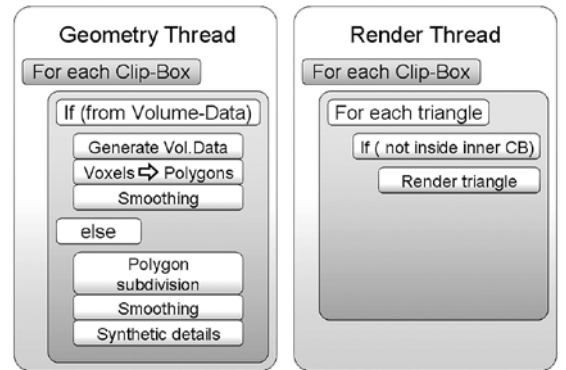 Geometry Thread
For each Clip-Box
If (from Volume-Data)
Generate Vol.Data
Voxels ⇨ Polygons
Smoothing
else
Polygon
subdivision
Smoothing
Synthetic details
Render Thread
For each Clip-Box
For each triangle
If ( not inside inner CB)
Render triangle